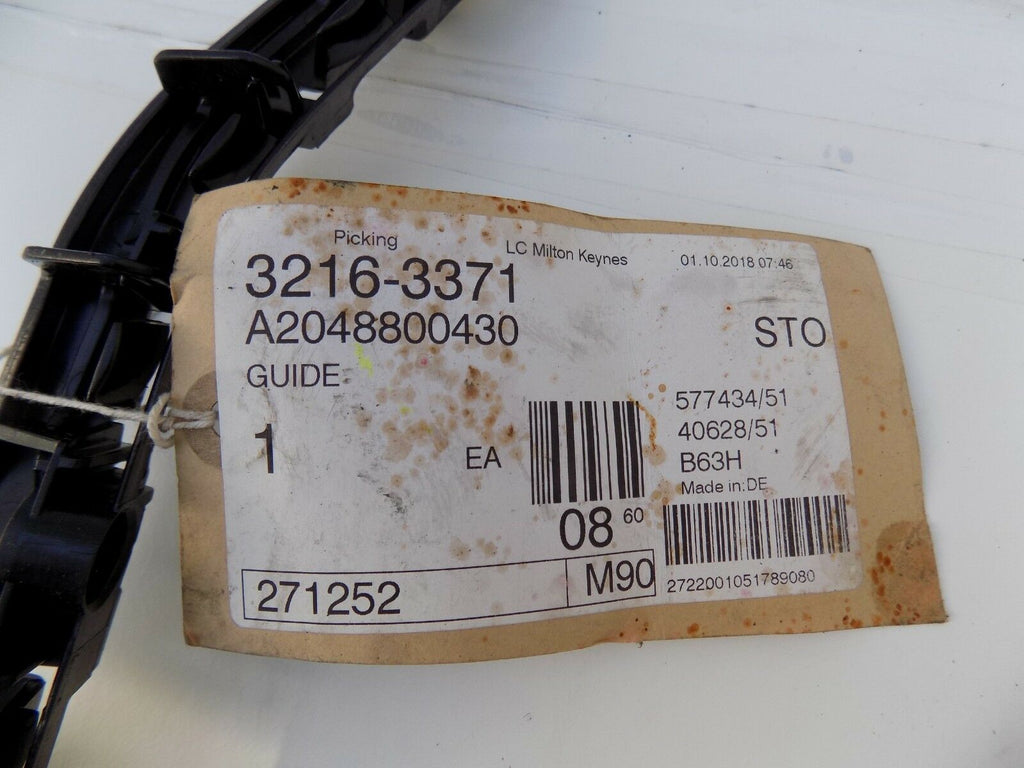 Picking
LC Milton Keynes
01.10.2018 07:46
3216-3371
A2048800430
STO
GUIDE
577434/51
40628/51
1
EA
B63H
Made in:DE
08 60
271252
M90
2722001051789080